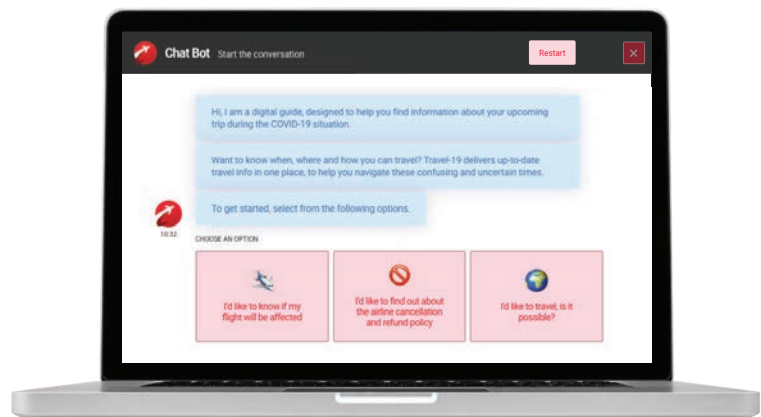 Chat Bot Start the conversation
Restart
Hi, I am a digital guide, designed to help you find information about your upcoming
trip during the COVID-19 situation.
Want to know when, where and how you can travel? Travel-19 delivers up-to-date
travel info in one place, to help you navigate these confusing and uncertain times.
To get started, select from the following options.
10:32
CHOOSE AN OPTION
I'd like to know if my
flight will be affected
I'd like to find out about
the airline cancellation
and refund policy
I'd like to travel, is it
possible?